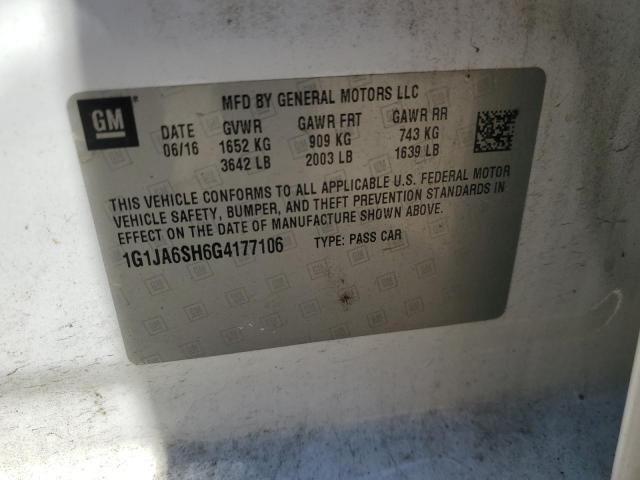 GM
MFD BY GENERAL MOTORS LLC
DATE GVWR GAWR FRT GAWR RR
06/16 1652 KG 909 KG 743 KG
3642 LB 2003 LB 1639 LB
THIS VEHICLE CONFORMS TO ALL APPLICABLE U.S. FEDERAL MOTOR
VEHICLE SAFETY, BUMPER, AND THEFT PREVENTION STANDARDS IN
EFFECT ON THE DATE OF MANUFACTURE SHOWN ABOVE.
1G1JA6SH6G4177106 TYPE: PASS CAR